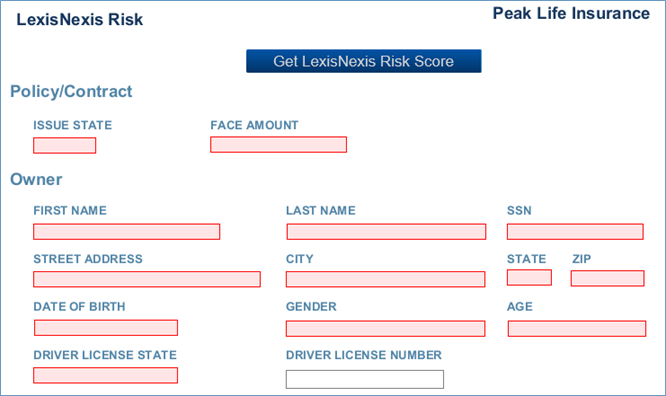 LexisNexis Risk
Peak Life Insurance
Get LexisNexis Risk Score
Policy/Contract
ISSUE STATE FACE AMOUNT
Owner
FIRST NAME LAST NAME SSN
STREET ADDRESS CITY STATE ZIP
DATE OF BIRTH GENDER AGE
DRIVER LICENSE STATE DRIVER LICENSE NUMBER